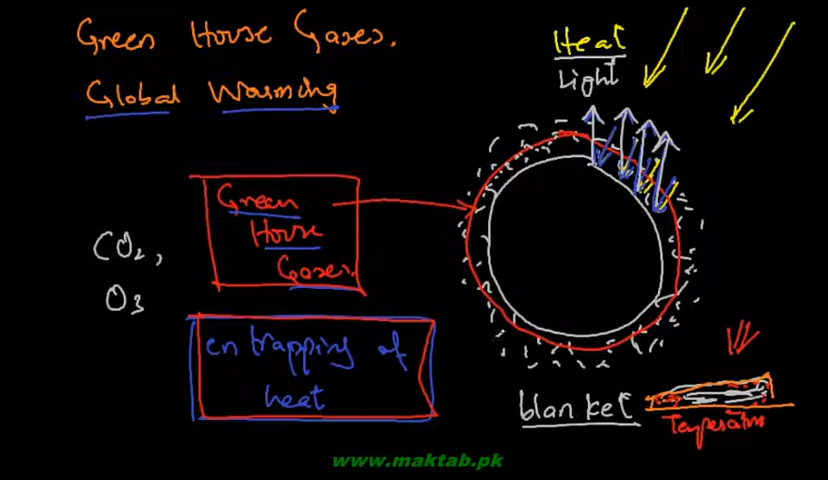 Green House Gases.
Global Warming
Heat
Light
Green
House
Gases.
CO2,
O3
entrapping of
heat
blanket
Temperature
www.maktab.pk